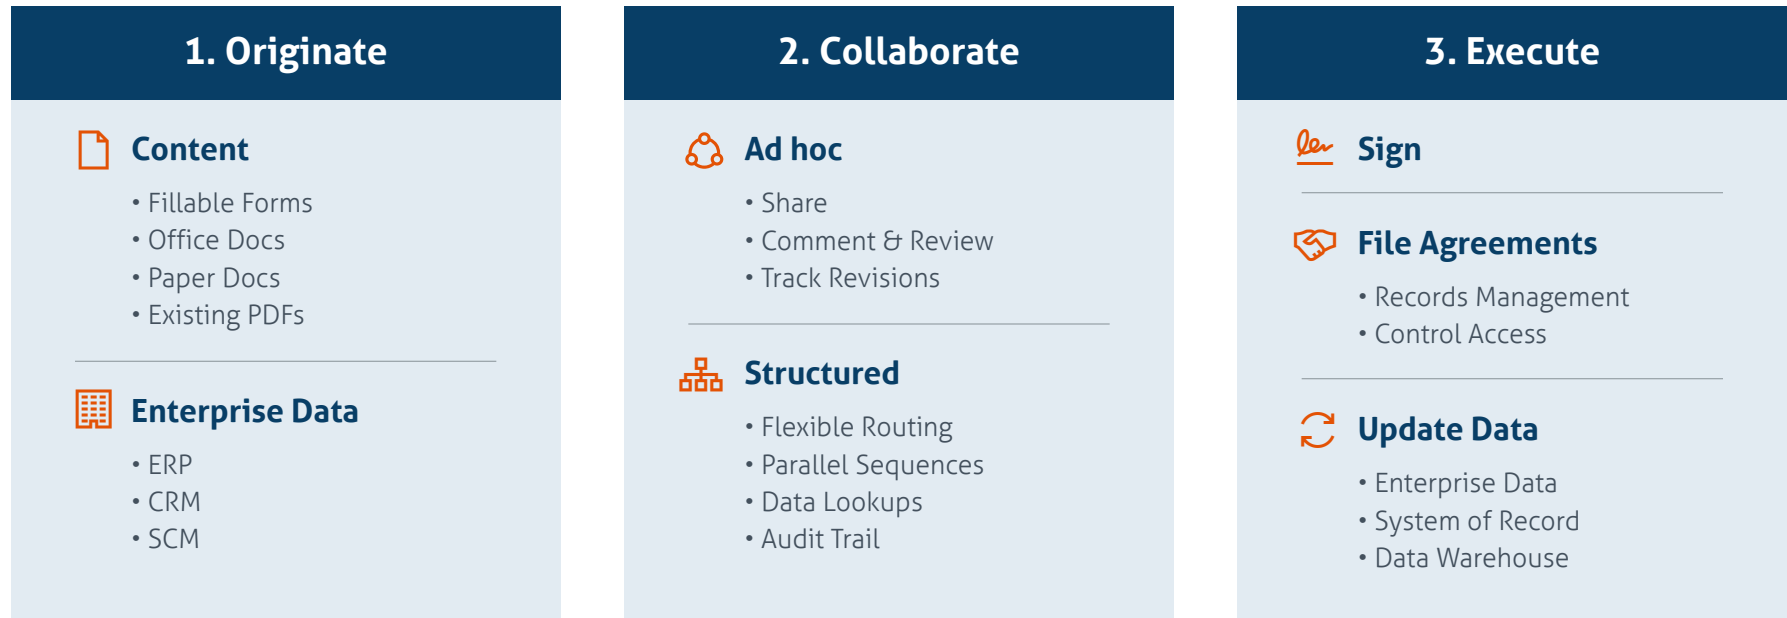 1. Originate
Content
• Fillable Forms
• Office Docs
• Paper Docs
• Existing PDFs
Enterprise Data
• ERP
• CRM
• SCM
2. Collaborate
Ad hoc
• Share
• Comment & Review
• Track Revisions
Structured
• Flexible Routing
• Parallel Sequences
• Data Lookups
• Audit Trail
3. Execute
Sign
File Agreements
• Records Management
• Control Access
Update Data
• Enterprise Data
• System of Record
• Data Warehouse